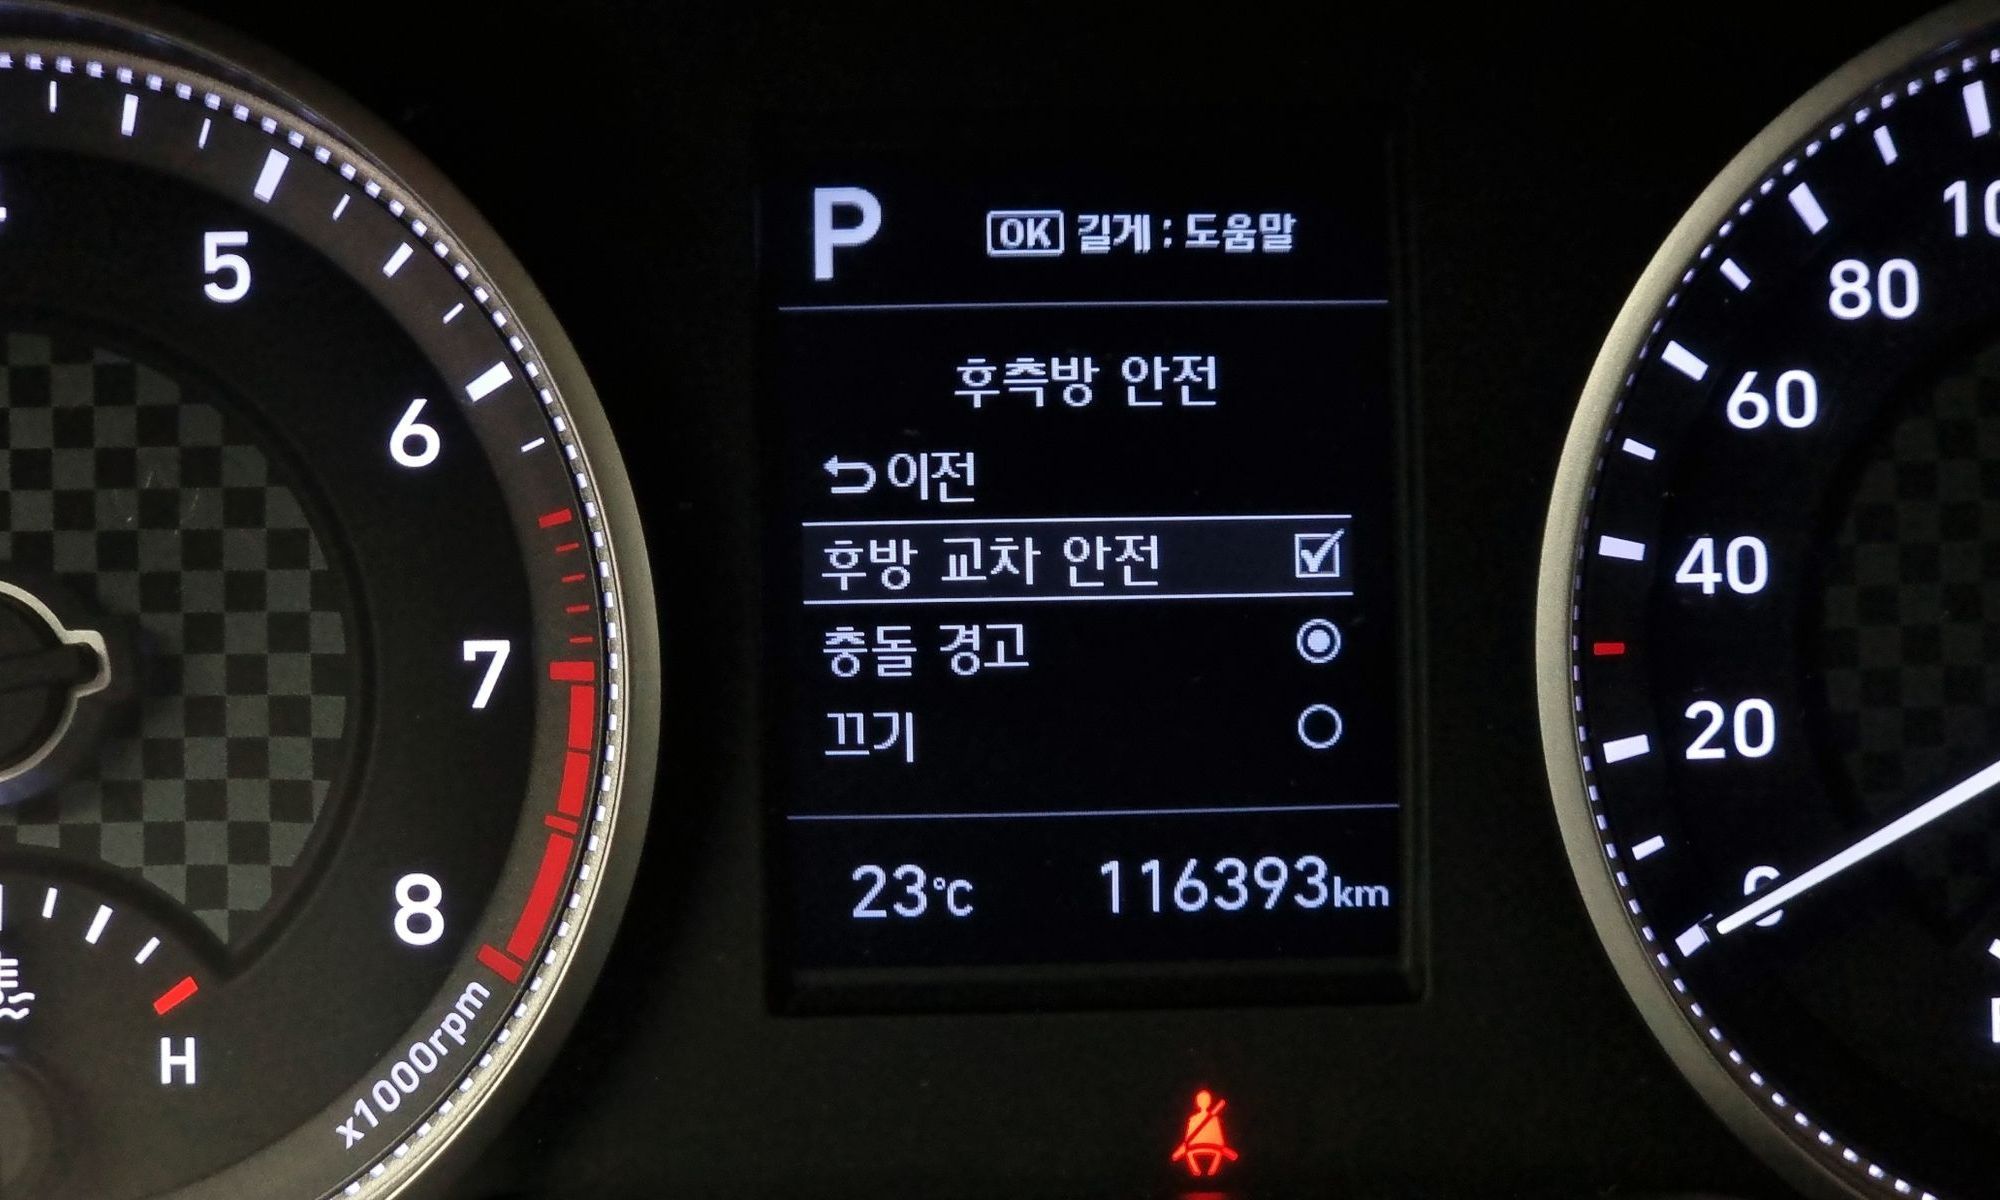 5
6
7
8
x1000rpm
H
P
OK 길게 : 도움말
후측방 안전
이전
후방 교차 안전
충돌 경고
끄기
23℃ 116393km
80
60
40
20
0